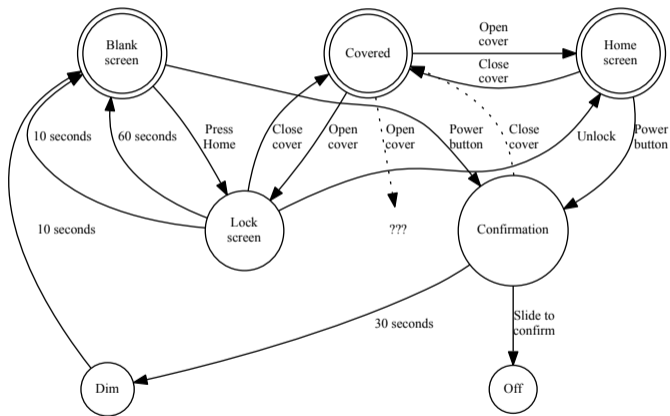 Open
cover
Blank
screen
Covered
Home
screen
Close
cover
10 seconds
60 seconds
Press
Home
Close
cover
Open
cover
Open
cover
Power
button
Close
cover
Unlock
Power
button
Lock
screen
10 seconds
???
Confirmation
Slide to
confirm
30 seconds
Dim
Off